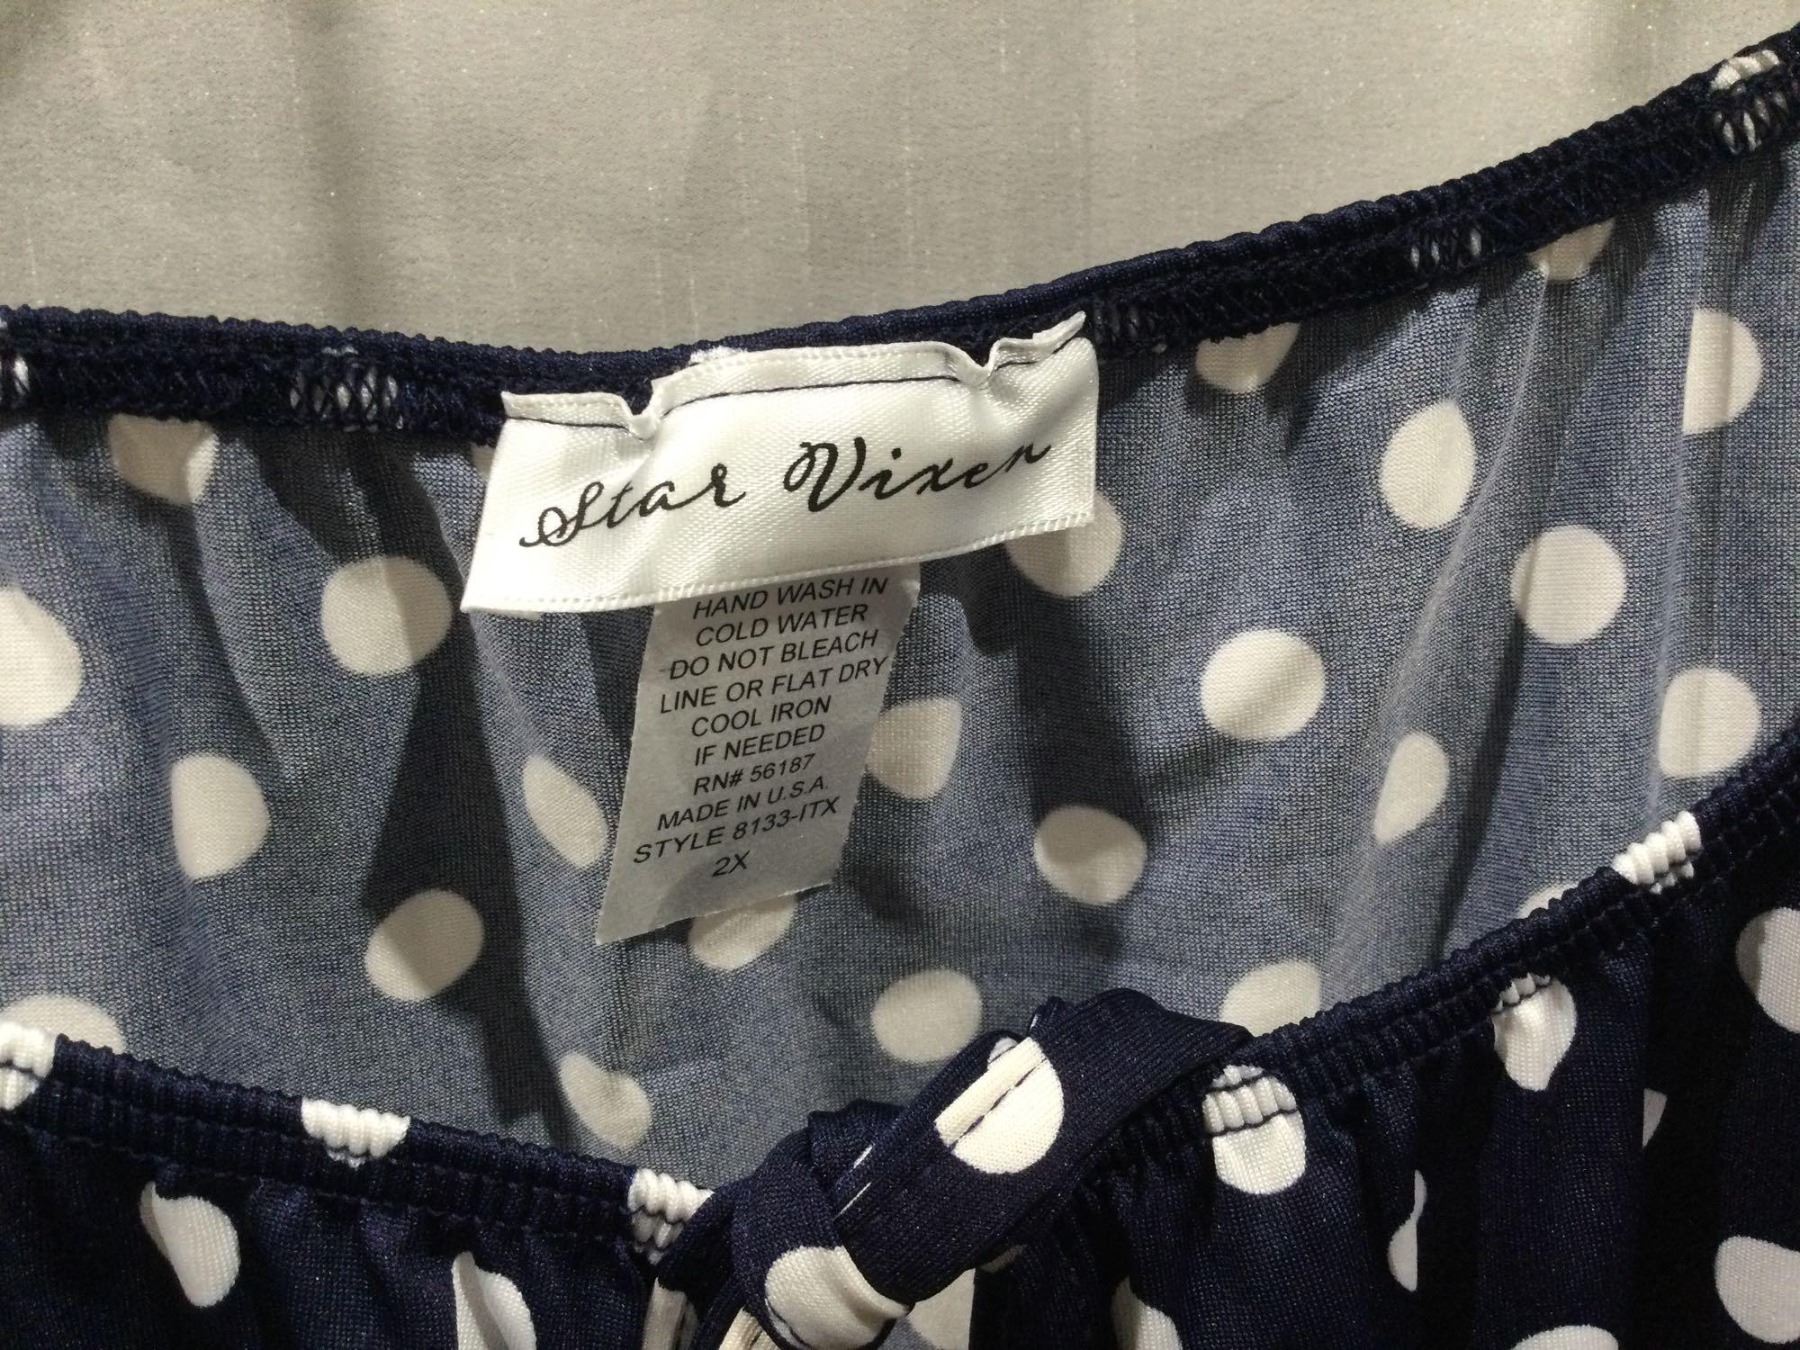 Star Vixen
HAND WASH IN
COLD WATER
DO NOT BLEACH
LINE OR FLAT DRY
COOL IRON
IF NEEDED
RN# 56187
MADE IN U.S.A.
STYLE 8133-ITX
2X